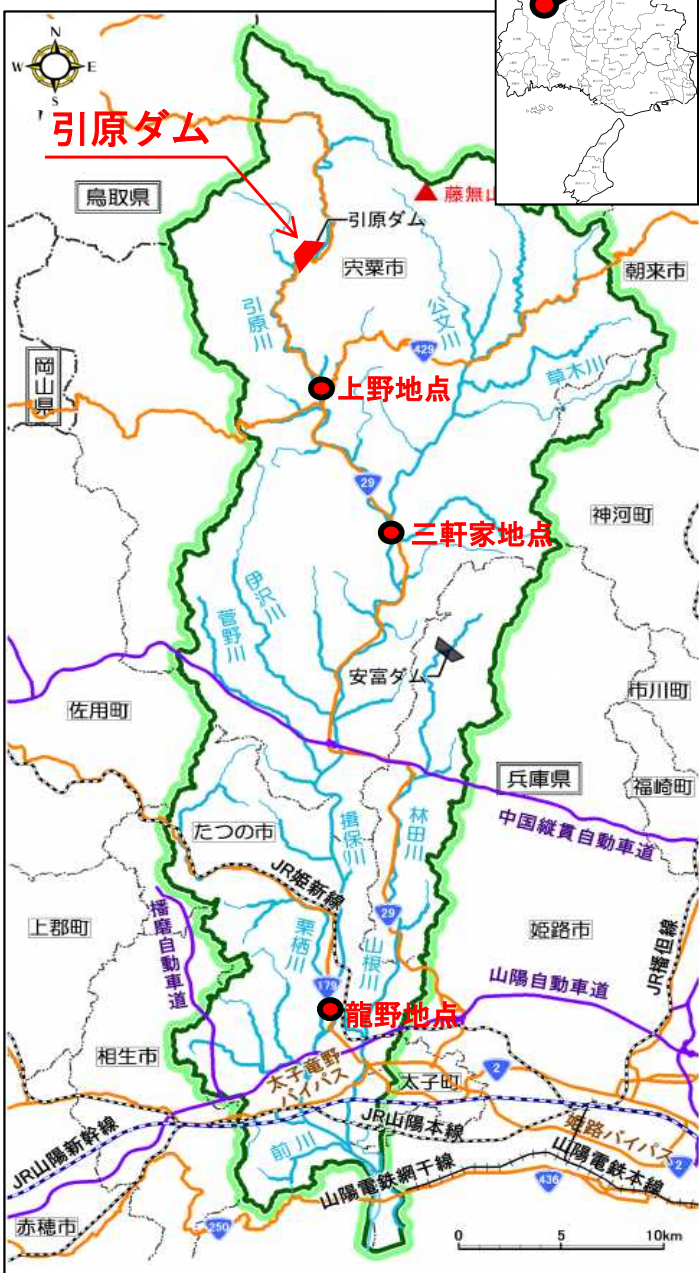 N
W
E
S
引原ダム
鳥取県
藤無山
引原ダム
宍粟市
朝来市
引原川
公文川
429
草木川
岡山県
上野地点
29
神河町
三軒家地点
伊沢川
菅野川
安富ダム
市川町
佐用町
兵庫県
福崎町
中国縦貫自動車道
たつの市
揖保川
林田川
JR姫新線
上郡町
播磨自動車道
栗栖川
29
山根川
姫路市
JR播但線
179
山陽自動車道
龍野地点
相生市
太子竜野
バイパス
太子町
2
JR山陽本線
姫路バイパス
2
JR山陽新幹線
前川
山陽電鉄本線
山陽電鉄網干線
436
赤穂市
250
0
5
10km